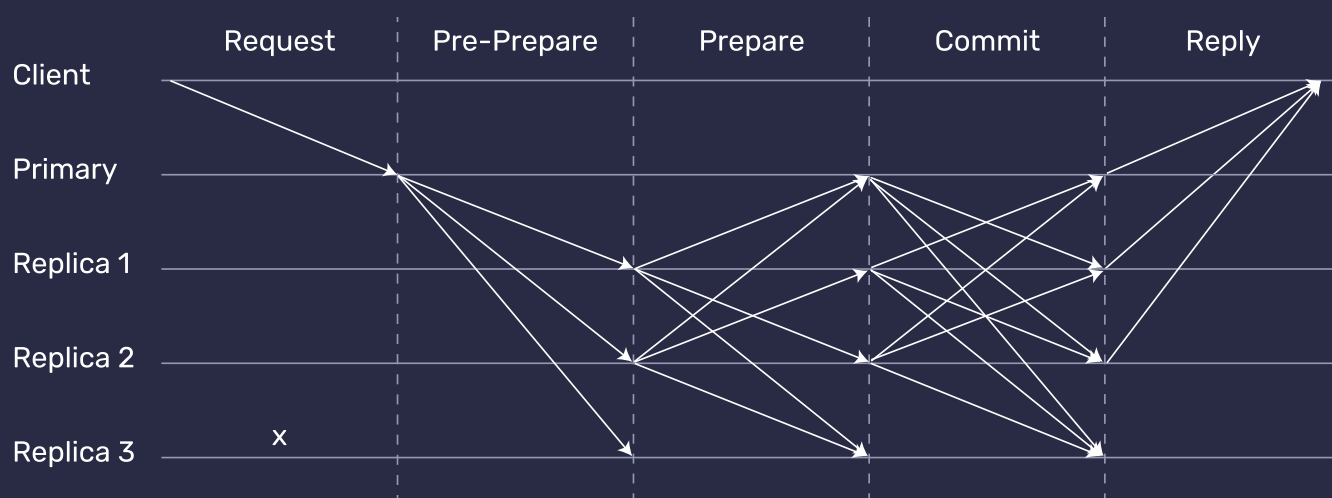 Request
Pre-Prepare
Prepare
Commit
Reply
Client
Primary
Replica 1
Replica 2
x
Replica 3